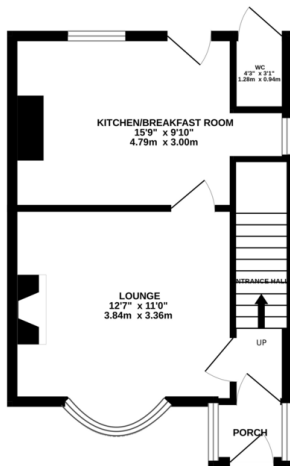 WC
4'3" x 3'1"
1.28m x 0.94m
KITCHEN/BREAKFAST ROOM
15'9" x 9'10"
4.79m x 3.00m
ENTRANCE HALL
LOUNGE
12'7" x 11'0"
3.84m x 3.36m
UP
PORCH